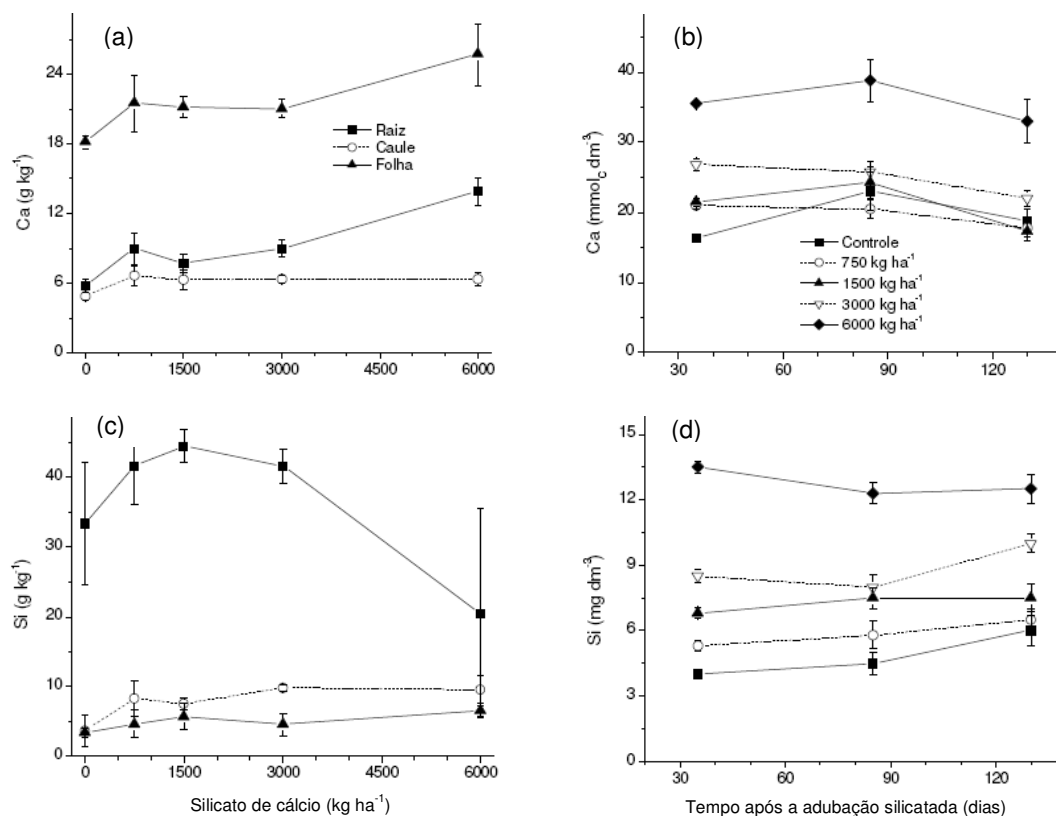 (a)
Ca (g kg⁻¹)
24
18
12
6
0
Raiz
Caule
Folha
0
1500
3000
4500
6000
(b)
Ca (mmol_c dm⁻³)
40
30
20
10
0
Controle
750 kg ha⁻¹
1500 kg ha⁻¹
3000 kg ha⁻¹
6000 kg ha⁻¹
30
60
90
120
(c)
Si (g kg⁻¹)
40
30
20
10
0
0
1500
3000
4500
6000
Silicato de cálcio (kg ha⁻¹)
(d)
Si (mg dm⁻³)
15
12
9
6
3
0
30
60
90
120
Tempo após a adubação silicatada (dias)